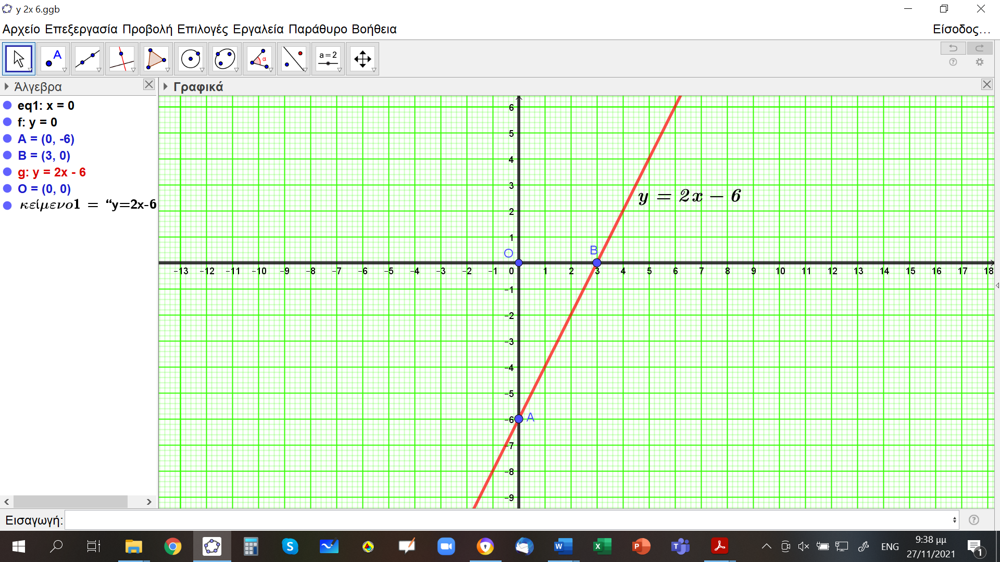 y 2x 6.ggb
Αρχείο Επεξεργασία Προβολή Επιλογές Εργαλεία Παράθυρο Βοήθεια
Είσοδος...
A
α
a = 2
Άλγεβρα
Γραφικά
eq1: x = 0
f: y = 0
A = (0, -6)
B = (3, 0)
g: y = 2x - 6
O = (0, 0)
κείμενο1 = “y=2x-6
6
5
4
3
y = 2x − 6
2
1
O
B
−13 −12 −11 −10 −9 −8 −7 −6 −5 −4 −3 −2 −1 0 1 2 3 4 5 6 7 8 9 10 11 12 13 14 15 16 17 18
−1
−2
−3
−4
−5
−6 A
−7
−8
−9
Εισαγωγή:
ENG
9:38 μμ
27/11/2021
1